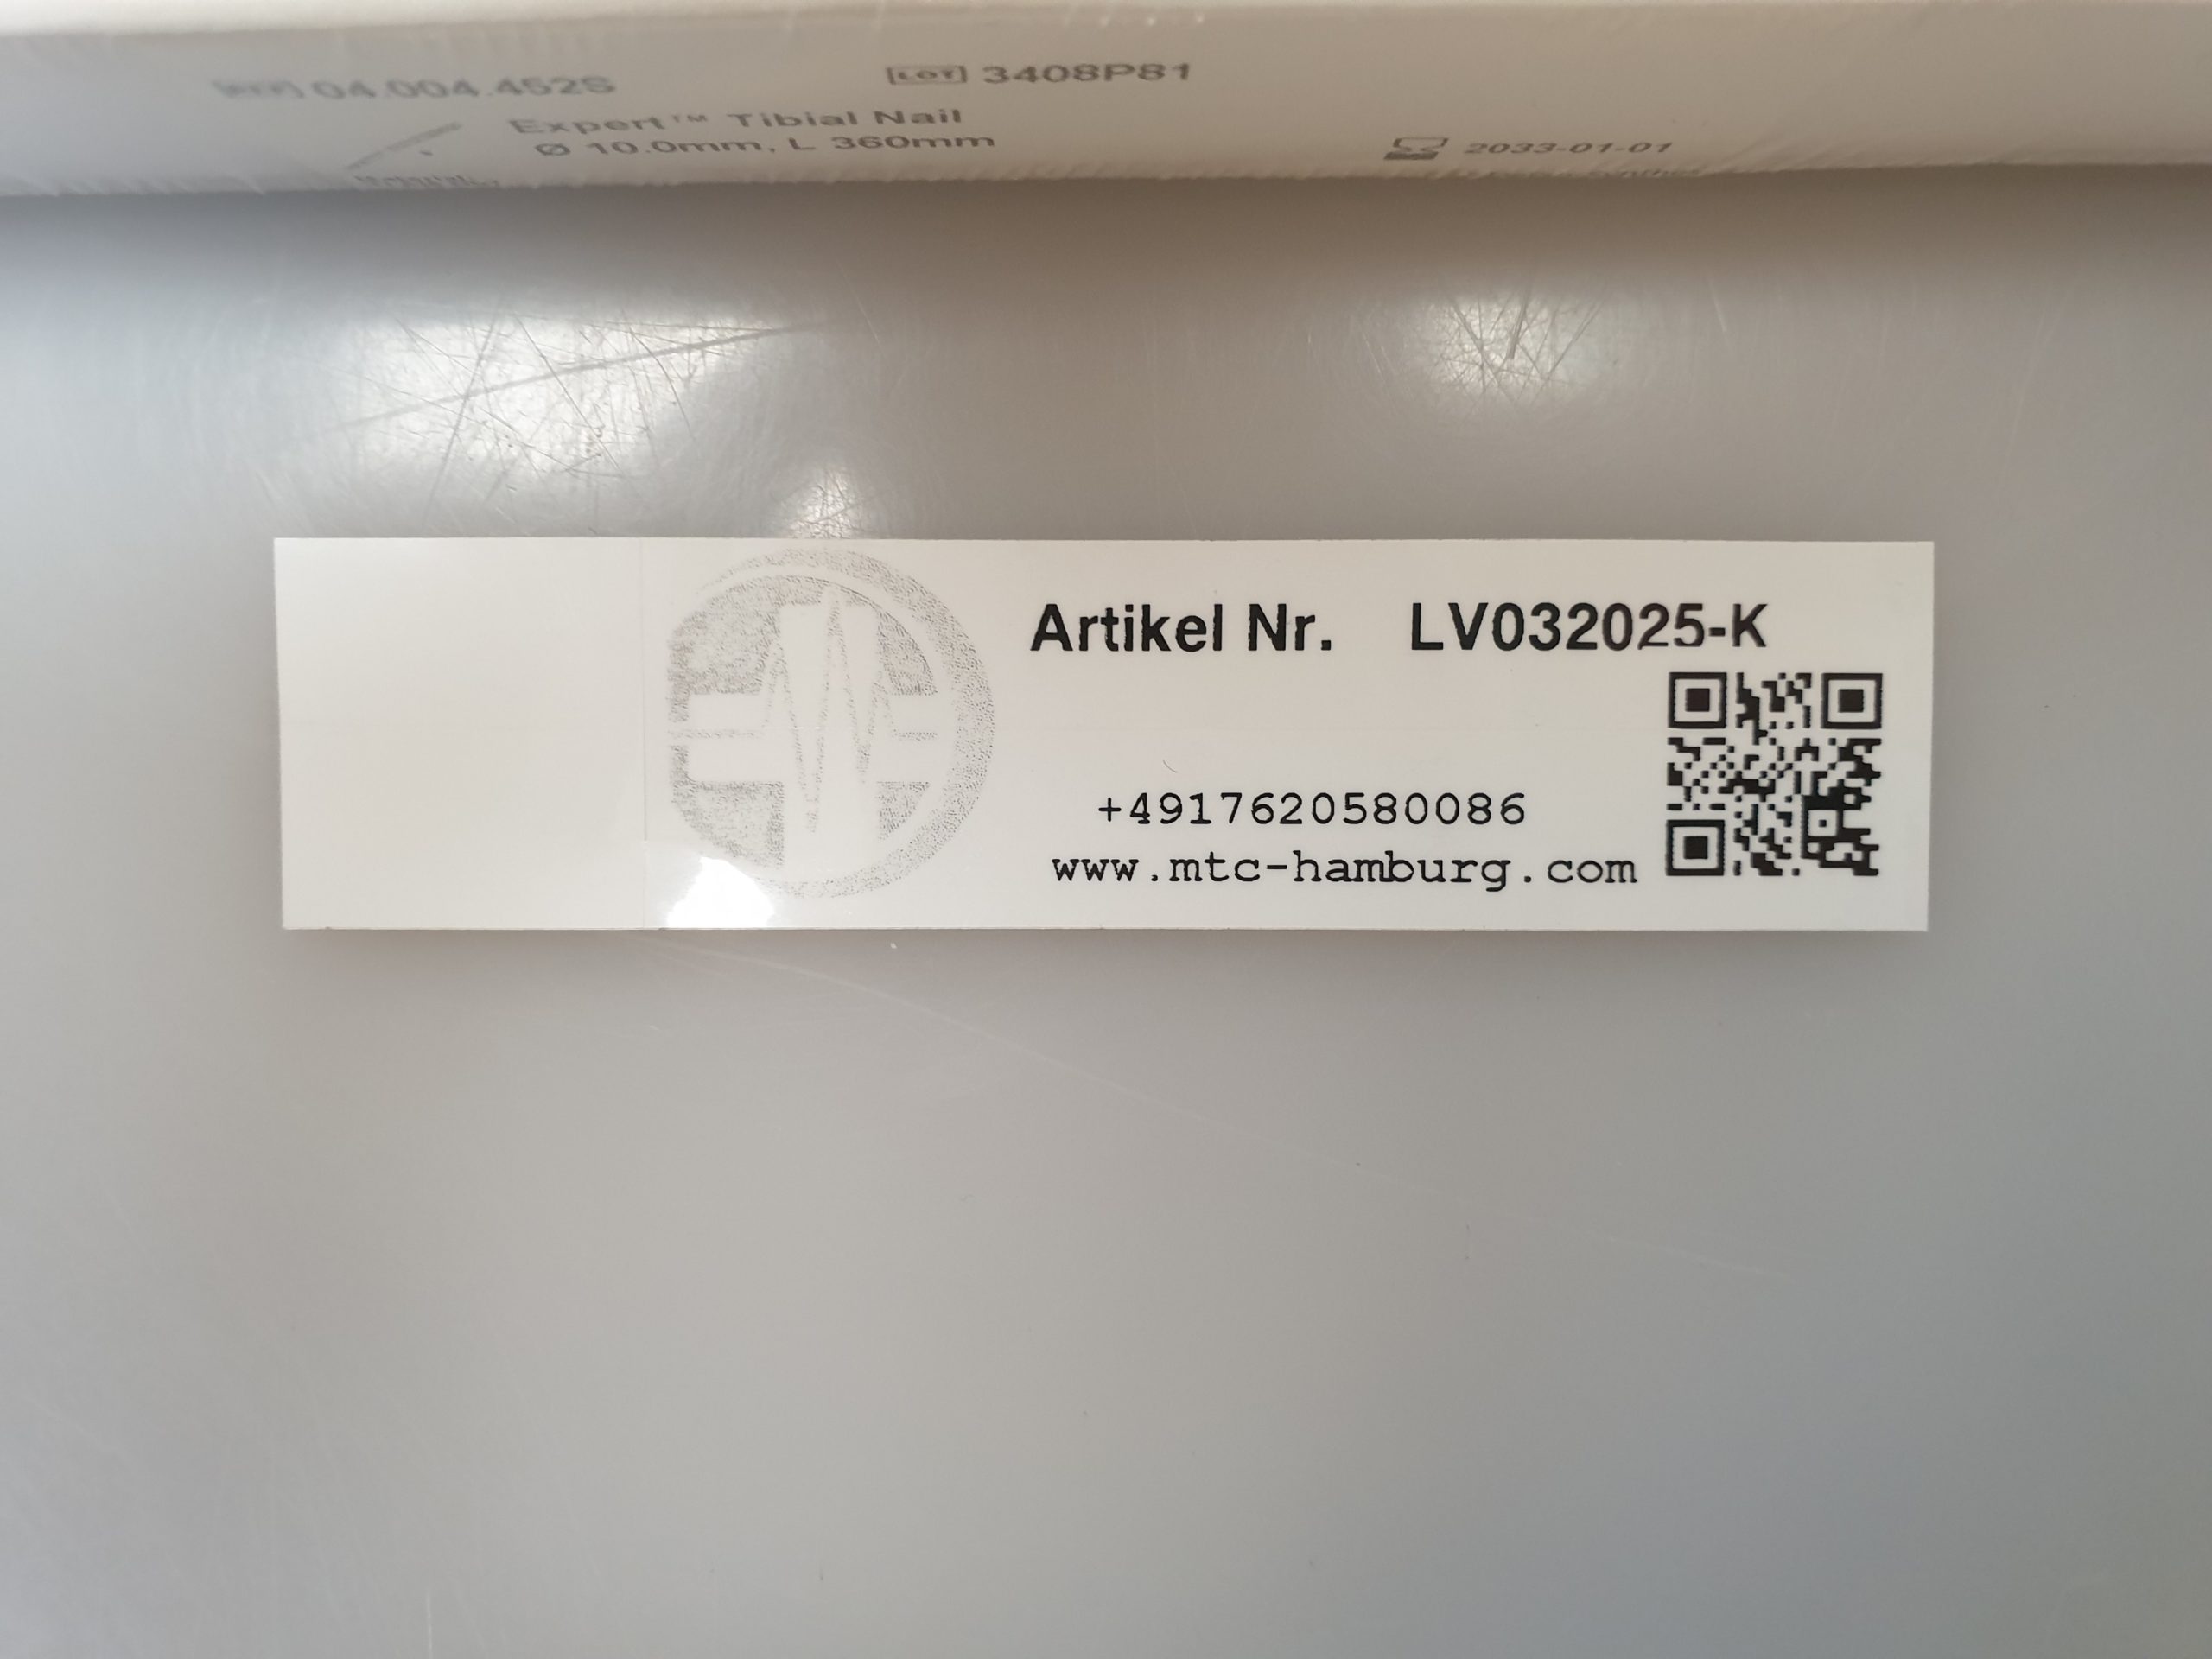 04.004.452S
LOT 3408P81
Expert™ Tibial Nail
Ø 10.0mm, L 360mm
2033-01-01
Artikel Nr. LV032025-K
+4917620580086
www.mtc-hamburg.com